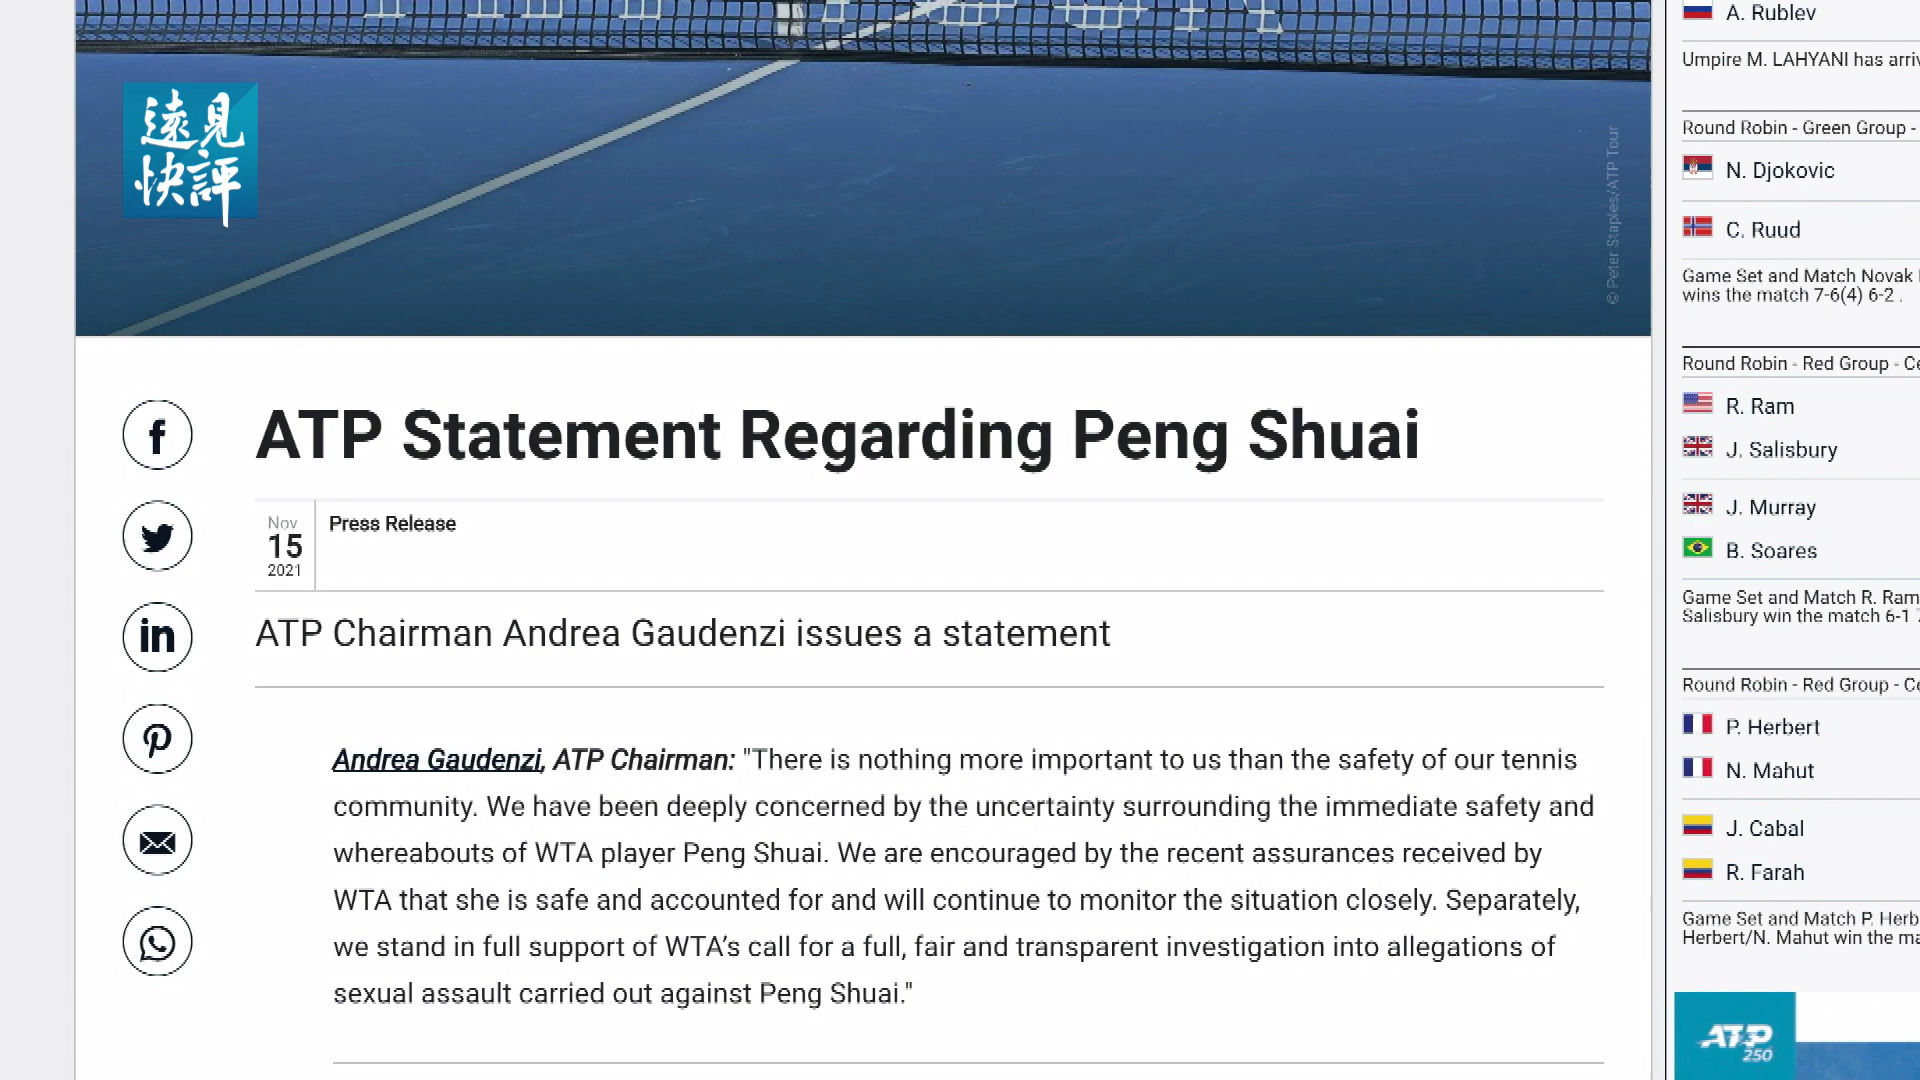 遠見
快評
© Peter Staples/ATP Tour
ATP Statement Regarding Peng Shuai
Nov
15
2021
Press Release
ATP Chairman Andrea Gaudenzi issues a statement
Andrea Gaudenzi, ATP Chairman: "There is nothing more important to us than the safety of our tennis
community. We have been deeply concerned by the uncertainty surrounding the immediate safety and
whereabouts of WTA player Peng Shuai. We are encouraged by the recent assurances received by
WTA that she is safe and accounted for and will continue to monitor the situation closely. Separately,
we stand in full support of WTA's call for a full, fair and transparent investigation into allegations of
sexual assault carried out against Peng Shuai."
A. Rublev
Umpire M. LAHYANI has
Round Robin - Green Group -
N. Djokovic
C. Ruud
Game Set and Match Novak
wins the match 7-6(4) 6-2 .
Round Robin - Red Group -
R. Ram
J. Salisbury
J. Murray
B. Soares
Game Set and Match R. Ram
Salisbury win the match 6-1
Round Robin - Red Group -
P. Herbert
N. Mahut
J. Cabal
R. Farah
Game Set and Match P.
Herbert/N. Mahut win the
ATP
250